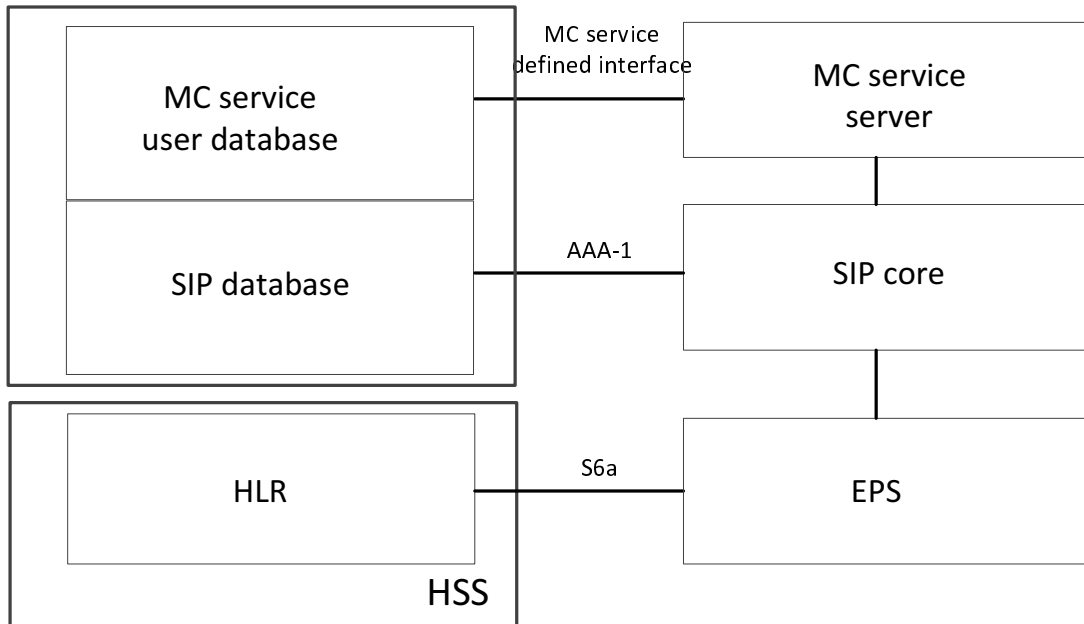 MC service
user database
MC service
defined interface
MC service
server
SIP database
AAA-1
SIP core
HLR
S6a
EPS
HSS